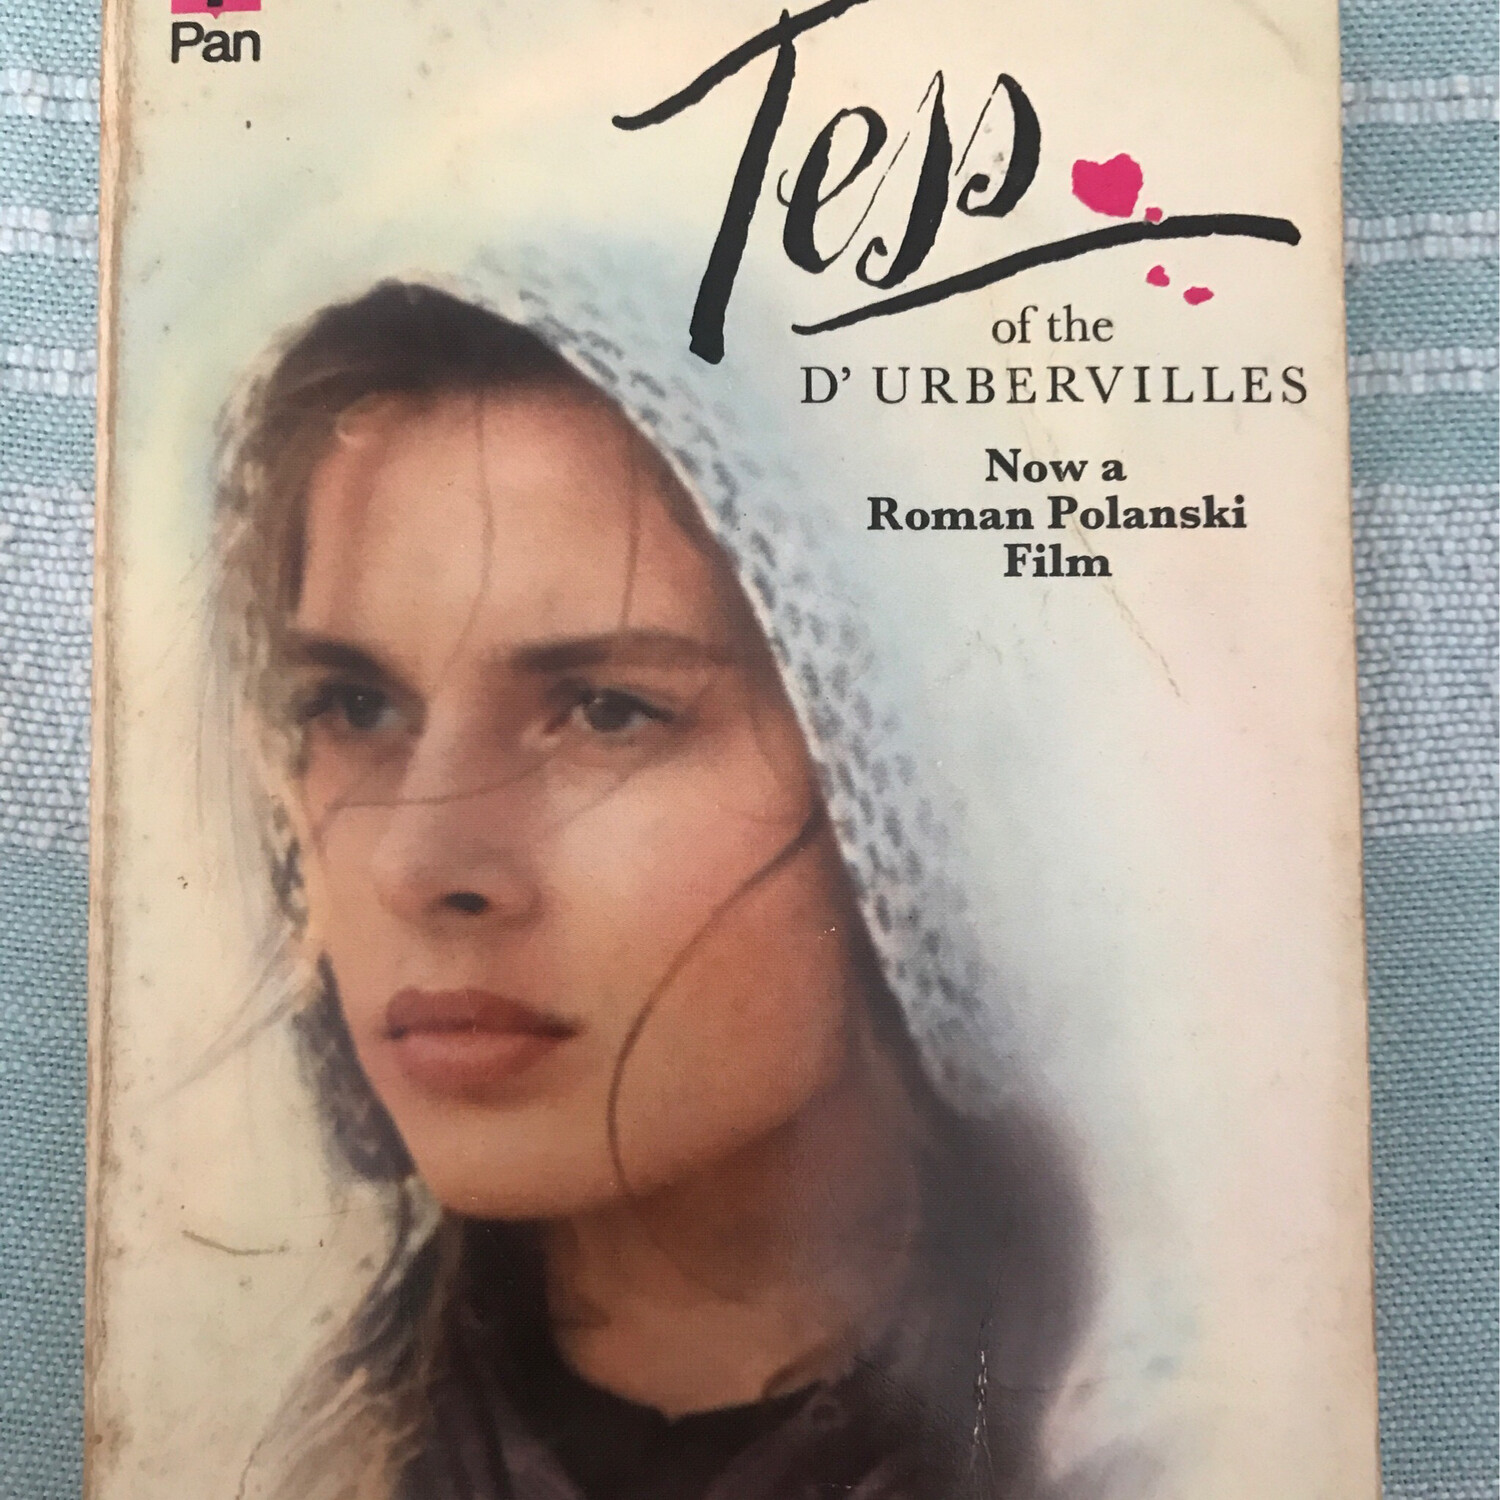 Pan
Tess
of the
D' URBERVILLES
Now a
Roman Polanski
Film